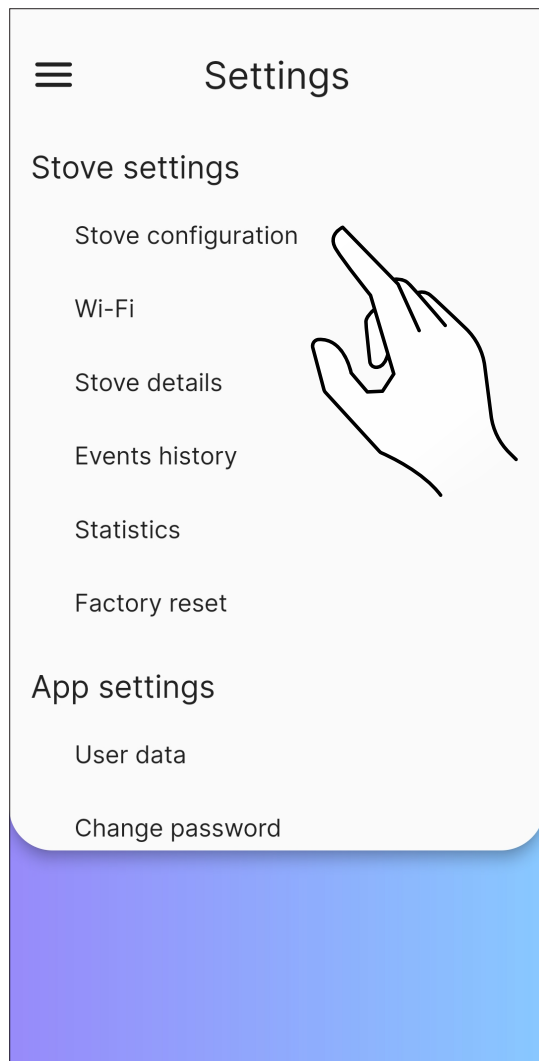 Settings
Stove settings
Stove configuration
Wi-Fi
Stove details
Events history
Statistics
Factory reset
App settings
User data
Change password